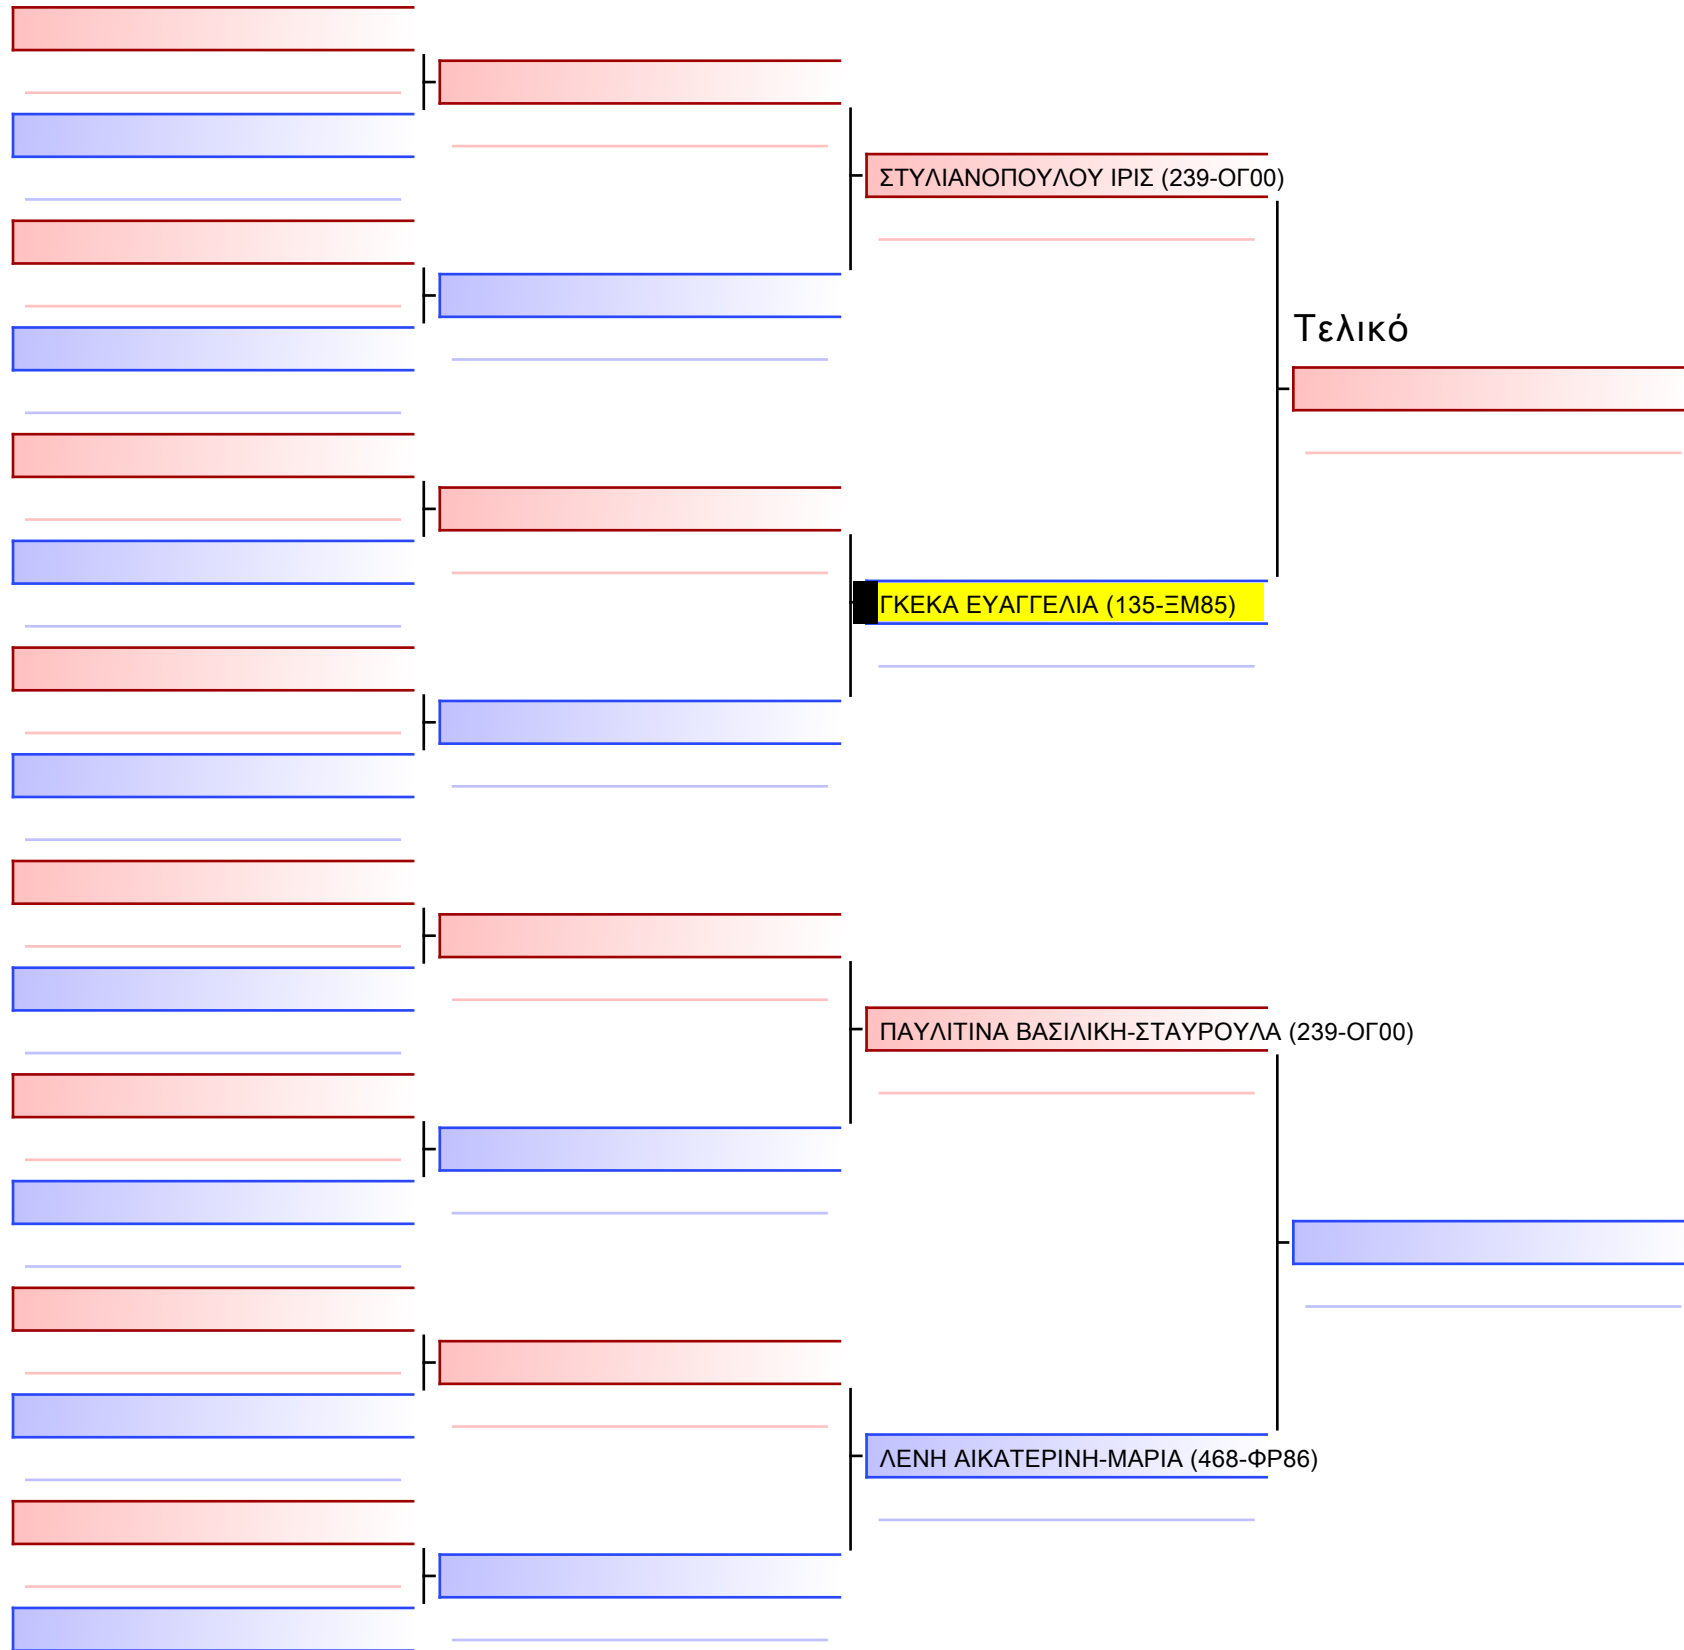 ΣΤΥΛΙΑΝΟΠΟΥΛΟΥ ΙΡΙΣ (239-ΟΓ00)
Τελικό
ΓΚΕΚΑ ΕΥΑΓΓΕΛΙΑ (135-ΞΜ85)
ΠΑΥΛΙΤΙΝΑ ΒΑΣΙΛΙΚΗ-ΣΤΑΥΡΟΥΛΑ (239-ΟΓ00)
ΛΕΝΗ ΑΙΚΑΤΕΡΙΝΗ-ΜΑΡΙΑ (468-ΦΡ86)